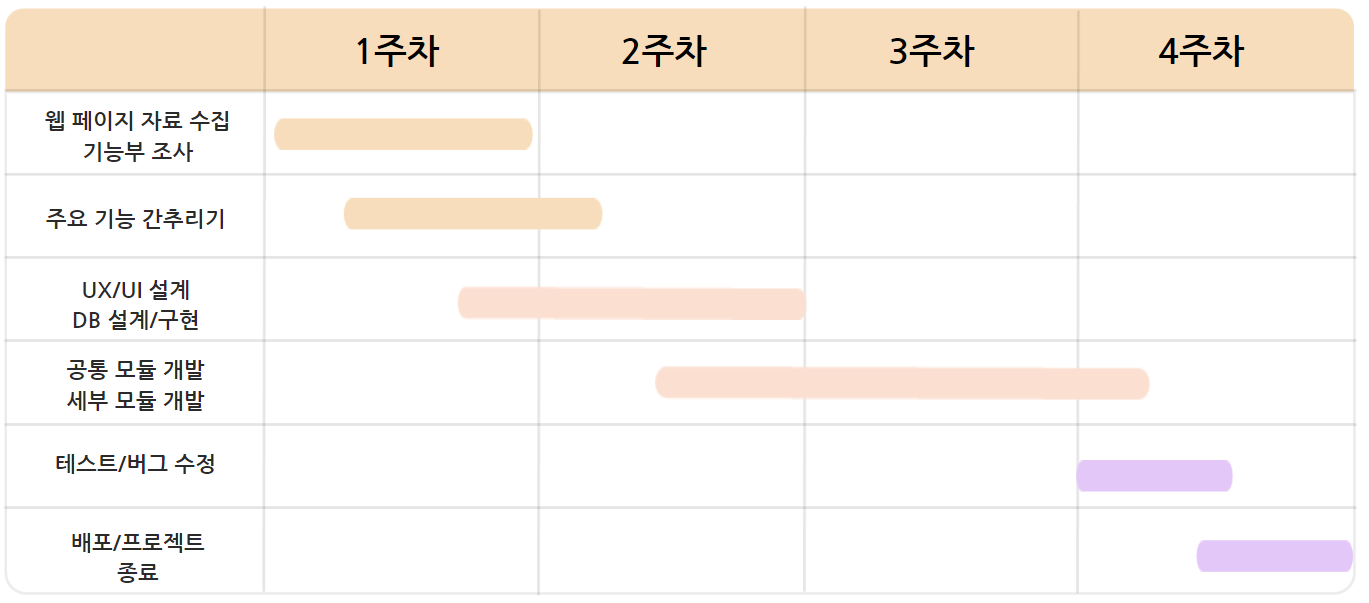 1주차
2주차
3주차
4주차
웹 페이지 자료 수집
기능부 조사
주요 기능 간추리기
UX/UI 설계
DB 설계/구현
공통 모듈 개발
세부 모듈 개발
테스트/버그 수정
배포/프로젝트
종료